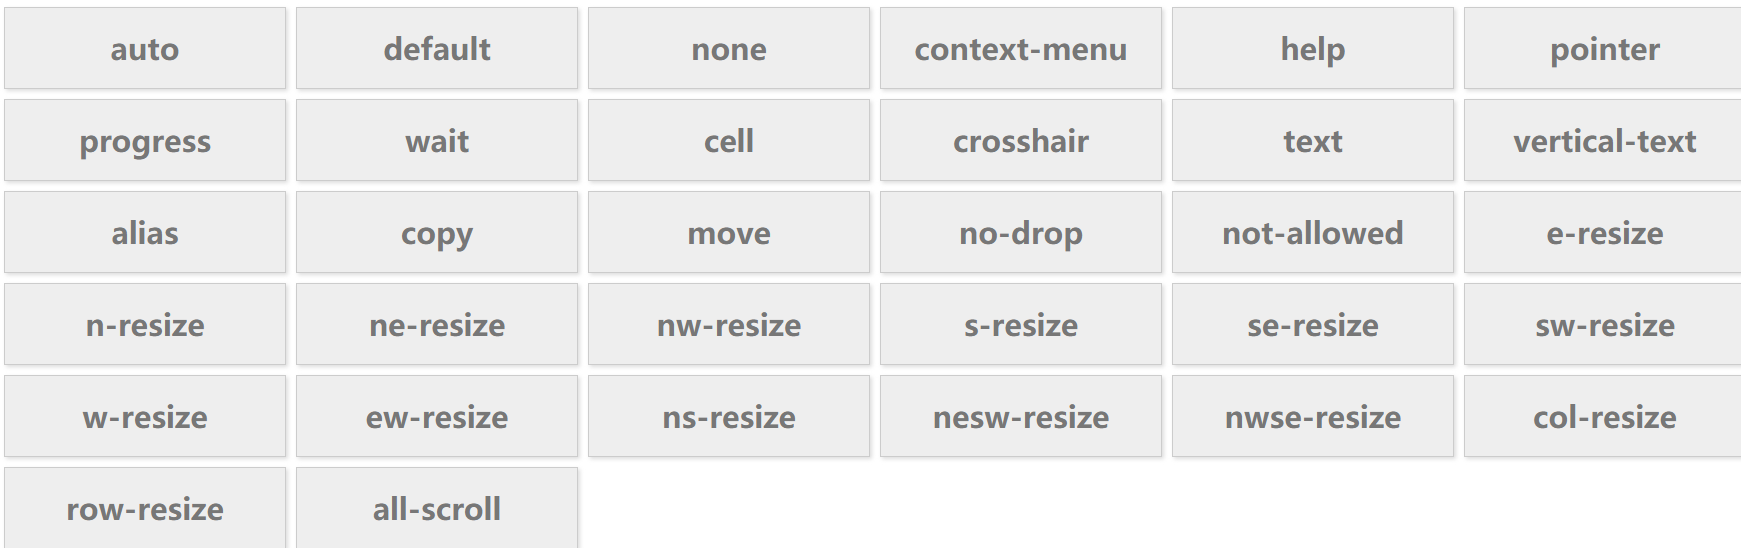 auto default none context-menu help pointer
progress wait cell crosshair text vertical-text
alias copy move no-drop not-allowed e-resize
n-resize ne-resize nw-resize s-resize se-resize sw-resize
w-resize ew-resize ns-resize nesw-resize nwse-resize col-resize
row-resize all-scroll